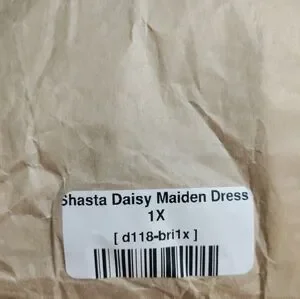 Shasta Daisy Maiden Dress
1X
[ d118-bri1x ]